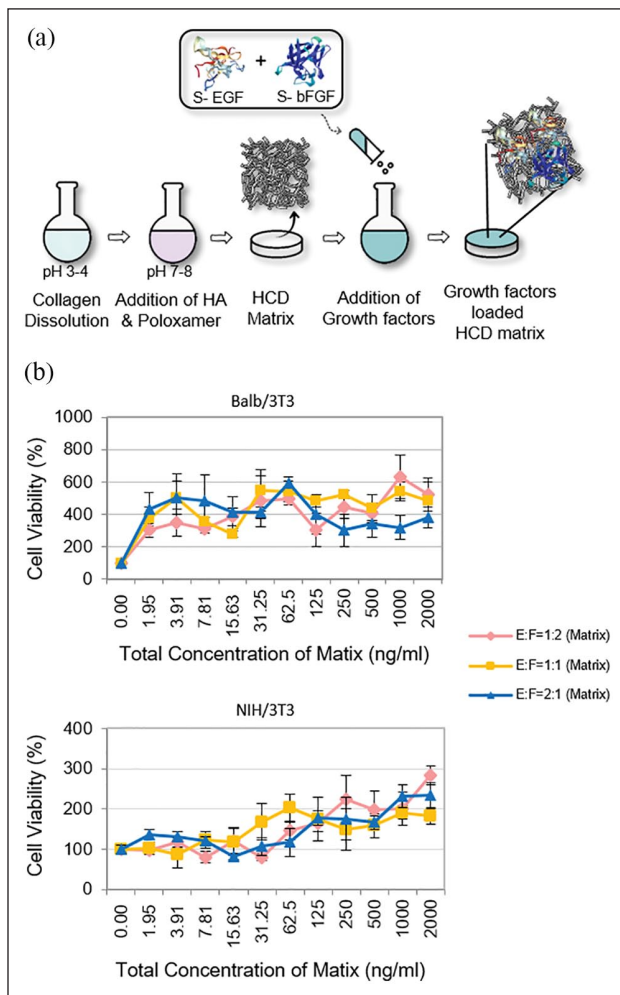 (a)
S- EGF + S- bFGF
pH 3-4
pH 7-8
Collagen
Dissolution
Addition of HA
& Poloxamer
HCD
Matrix
Addition of
Growth factors
Growth factors
loaded
HCD matrix
(b)
Balb/3T3
Cell Viability (%)
1000
800
600
400
200
0
0.00 1.95 3.91 7.81 15.63 31.25 62.5 125 250 500 1000 2000
Total Concentration of Matix (ng/ml)
E:F=1:2 (Matrix)
E:F=1:1 (Matrix)
E:F=2:1 (Matrix)
NIH/3T3
Cell Viability (%)
400
300
200
100
0
0.00 1.95 3.91 7.81 15.63 31.25 62.5 125 250 500 1000 2000
Total Concentration of Matix (ng/ml)